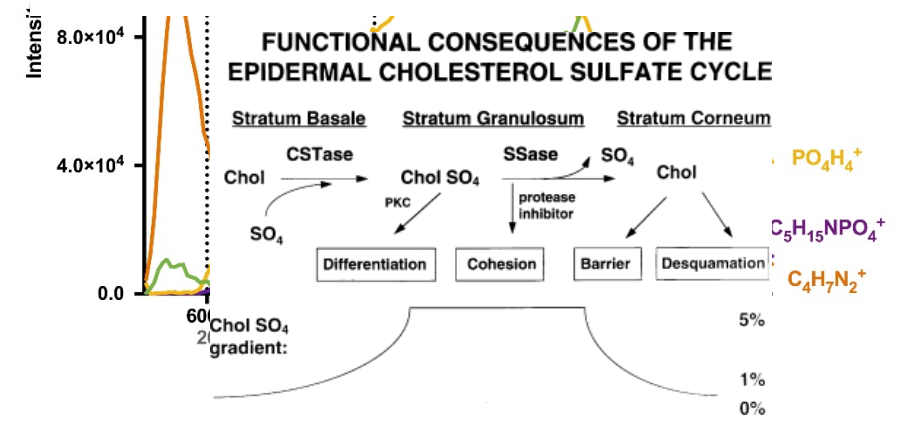 Intensi
8.0×10⁴
4.0×10⁴
0.0
600
20
FUNCTIONAL CONSEQUENCES OF THE
EPIDERMAL CHOLESTEROL SULFATE CYCLE
Stratum Basale
Stratum Granulosum
Stratum Corneum
CSTase
SSase
SO₄
Chol
Chol SO₄
Chol
PKC
protease
inhibitor
SO₄
Differentiation
Cohesion
Barrier
Desquamation
Chol SO₄
gradient:
5%
1%
0%
PO₄H₄⁺
C₅H₁₅NPO₄⁺
C₄H₇N₂⁺